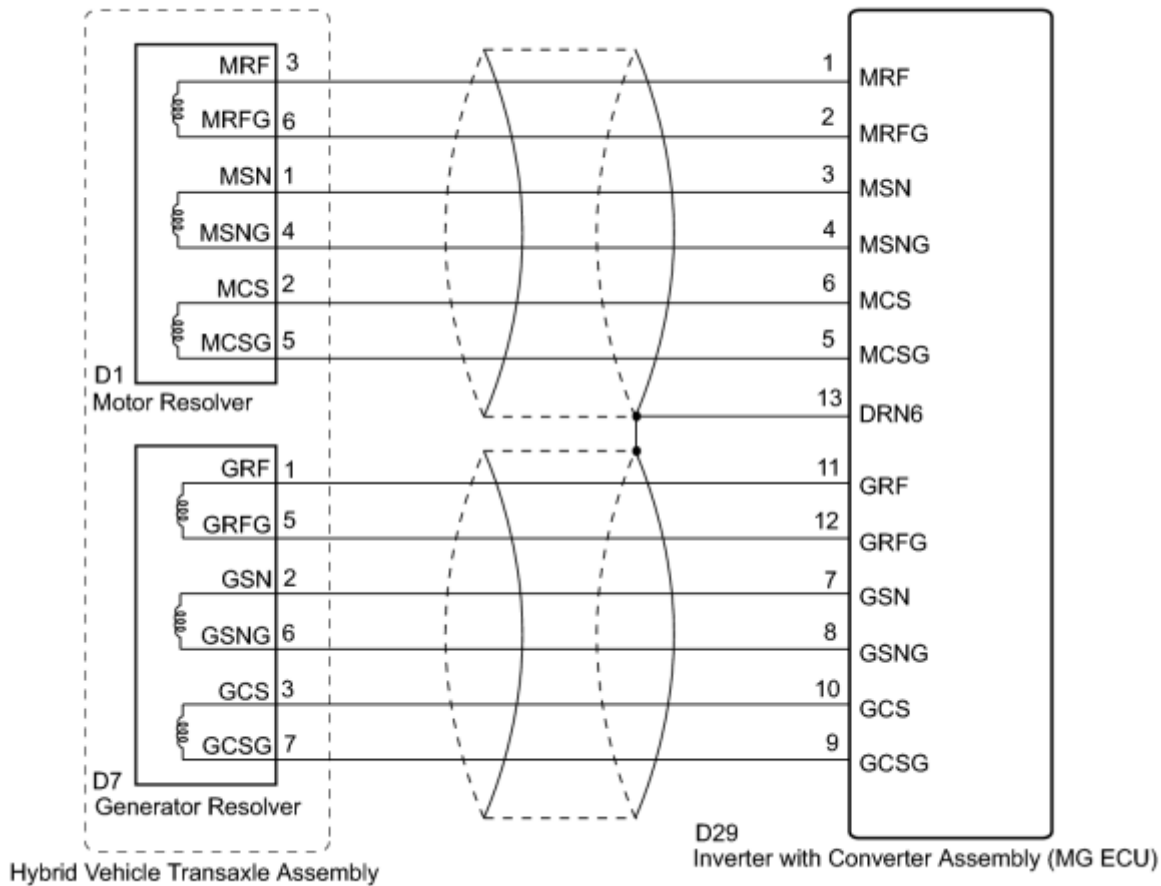 MRF 3
MRFG 6
MSN 1
MSNG 4
MCS 2
MCSG 5
D1
Motor Resolver
GRF 1
GRFG 5
GSN 2
GSNG 6
GCS 3
GCSG 7
D7
Generator Resolver
Hybrid Vehicle Transaxle Assembly
1 MRF
2 MRFG
3 MSN
4 MSNG
6 MCS
5 MCSG
13 DRN6
11 GRF
12 GRFG
7 GSN
8 GSNG
10 GCS
9 GCSG
D29
Inverter with Converter Assembly (MG ECU)